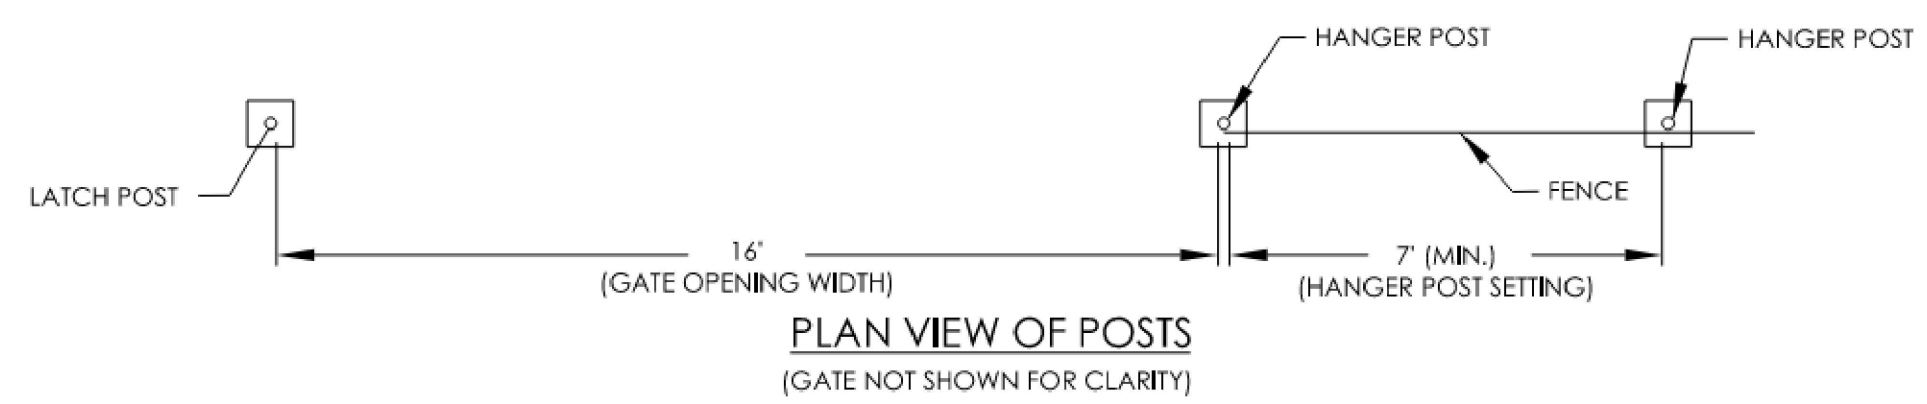 HANGER POST
HANGER POST
LATCH POST
FENCE
16'
(GATE OPENING WIDTH)
7' (MIN.)
(HANGER POST SETTING)
PLAN VIEW OF POSTS
(GATE NOT SHOWN FOR CLARITY)